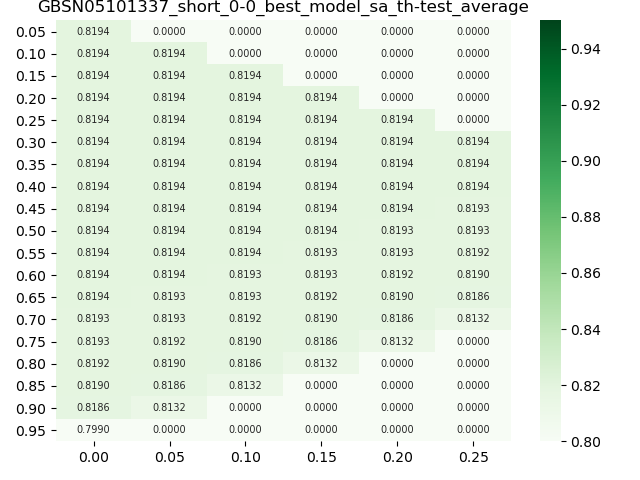 GBSN05101337_short_0-0_best_model_sa_th-test_average
0.05 0.8194 0.0000 0.0000 0.0000 0.0000 0.0000
0.10 0.8194 0.8194 0.0000 0.0000 0.0000 0.0000
0.15 0.8194 0.8194 0.8194 0.0000 0.0000 0.0000
0.20 0.8194 0.8194 0.8194 0.8194 0.0000 0.0000
0.25 0.8194 0.8194 0.8194 0.8194 0.8194 0.0000
0.30 0.8194 0.8194 0.8194 0.8194 0.8194 0.8194
0.35 0.8194 0.8194 0.8194 0.8194 0.8194 0.8194
0.40 0.8194 0.8194 0.8194 0.8194 0.8194 0.8194
0.45 0.8194 0.8194 0.8194 0.8194 0.8194 0.8193
0.50 0.8194 0.8194 0.8194 0.8194 0.8193 0.8193
0.55 0.8194 0.8194 0.8194 0.8193 0.8193 0.8192
0.60 0.8194 0.8194 0.8193 0.8193 0.8192 0.8190
0.65 0.8194 0.8193 0.8193 0.8192 0.8190 0.8186
0.70 0.8193 0.8193 0.8192 0.8190 0.8186 0.8132
0.75 0.8193 0.8192 0.8190 0.8186 0.8132 0.0000
0.80 0.8192 0.8190 0.8186 0.8132 0.0000 0.0000
0.85 0.8190 0.8186 0.8132 0.0000 0.0000 0.0000
0.90 0.8186 0.8132 0.0000 0.0000 0.0000 0.0000
0.95 0.7990 0.0000 0.0000 0.0000 0.0000 0.0000
0.00 0.05 0.10 0.15 0.20 0.25
0.94
0.92
0.90
0.88
0.86
0.84
0.82
0.80